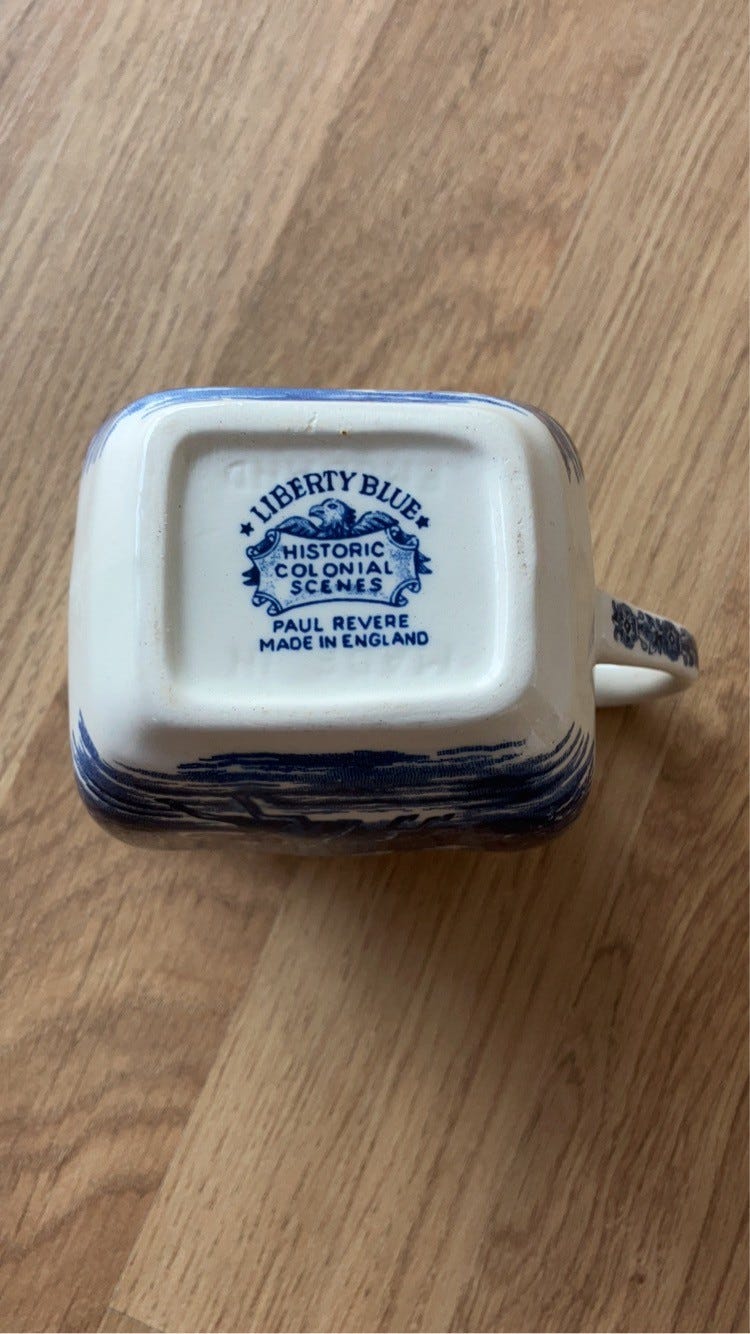 ★ LIBERTY BLUE ★
HISTORIC
COLONIAL
SCENES
PAUL REVERE
MADE IN ENGLAND